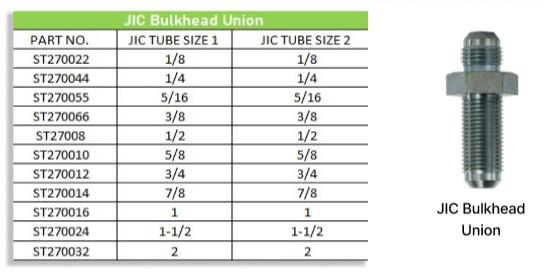 JIC Bulkhead Union
PART NO. JIC TUBE SIZE 1 JIC TUBE SIZE 2
ST270022 1/8 1/8
ST270044 1/4 1/4
ST270055 5/16 5/16
ST270066 3/8 3/8
ST27008 1/2 1/2
ST270010 5/8 5/8
ST270012 3/4 3/4
ST270014 7/8 7/8
ST270016 1 1
ST270024 1-1/2 1-1/2
ST270032 2 2
JIC Bulkhead
Union